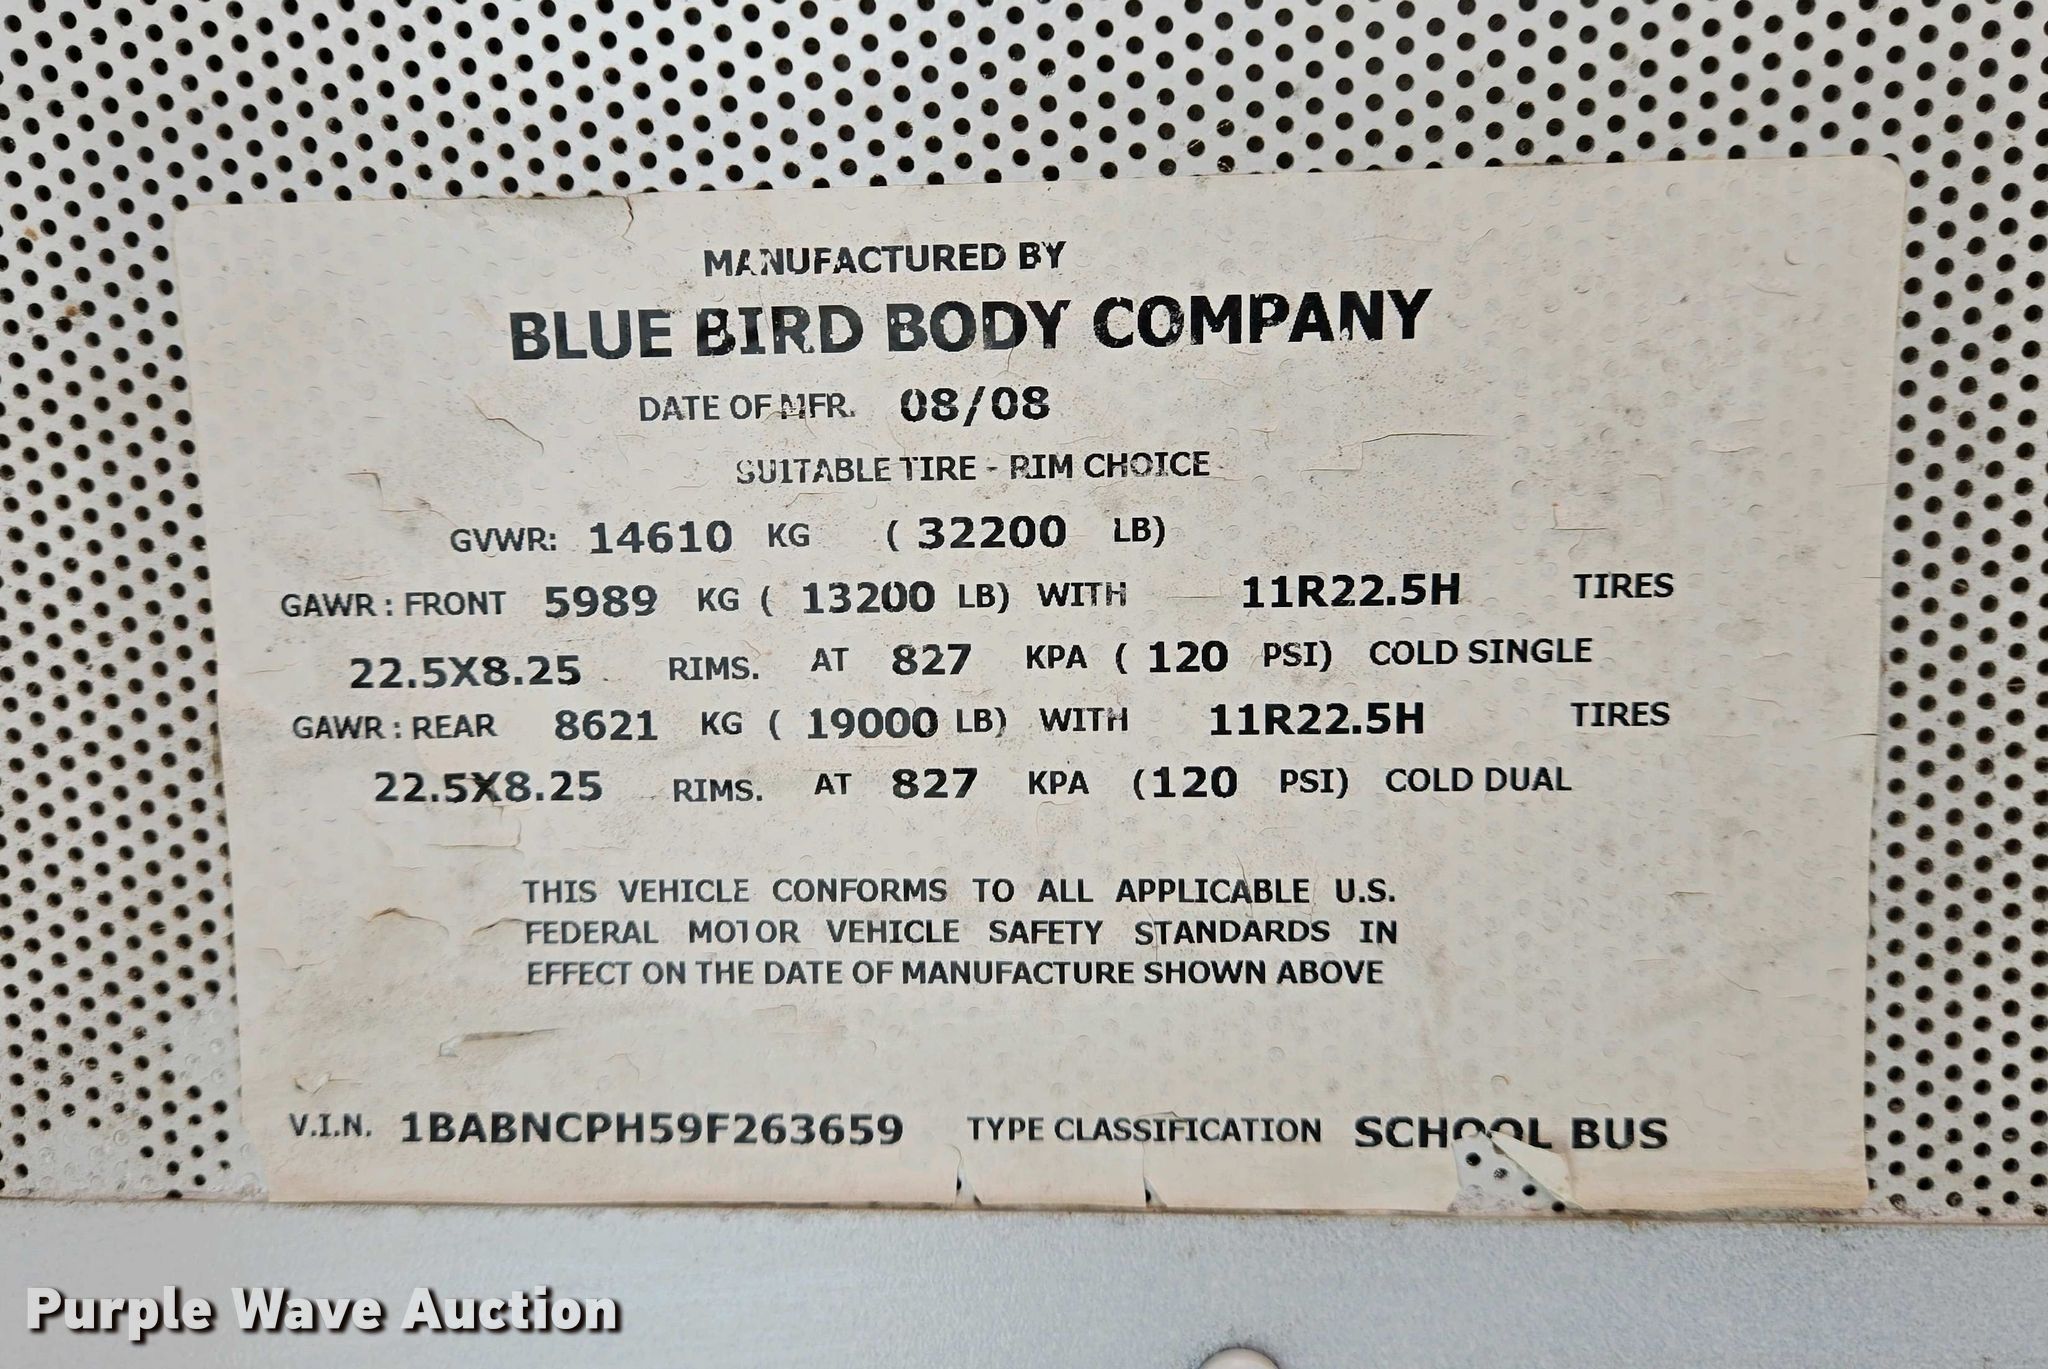 MANUFACTURED BY
BLUE BIRD BODY COMPANY
DATE OF MFR. 08/08
SUITABLE TIRE - RIM CHOICE
GVWR: 14610 KG ( 32200 LB)
GAWR : FRONT 5989 KG ( 13200 LB) WITH 11R22.5H TIRES
22.5X8.25 RIMS. AT 827 KPA ( 120 PSI) COLD SINGLE
GAWR : REAR 8621 KG ( 19000 LB) WITH 11R22.5H TIRES
22.5X8.25 RIMS. AT 827 KPA (120 PSI) COLD DUAL
THIS VEHICLE CONFORMS TO ALL APPLICABLE U.S.
FEDERAL MOTOR VEHICLE SAFETY STANDARDS IN
EFFECT ON THE DATE OF MANUFACTURE SHOWN ABOVE
V.I.N. 1BABNCPH59F263659 TYPE CLASSIFICATION SCHOOL BUS
Purple Wave Auction